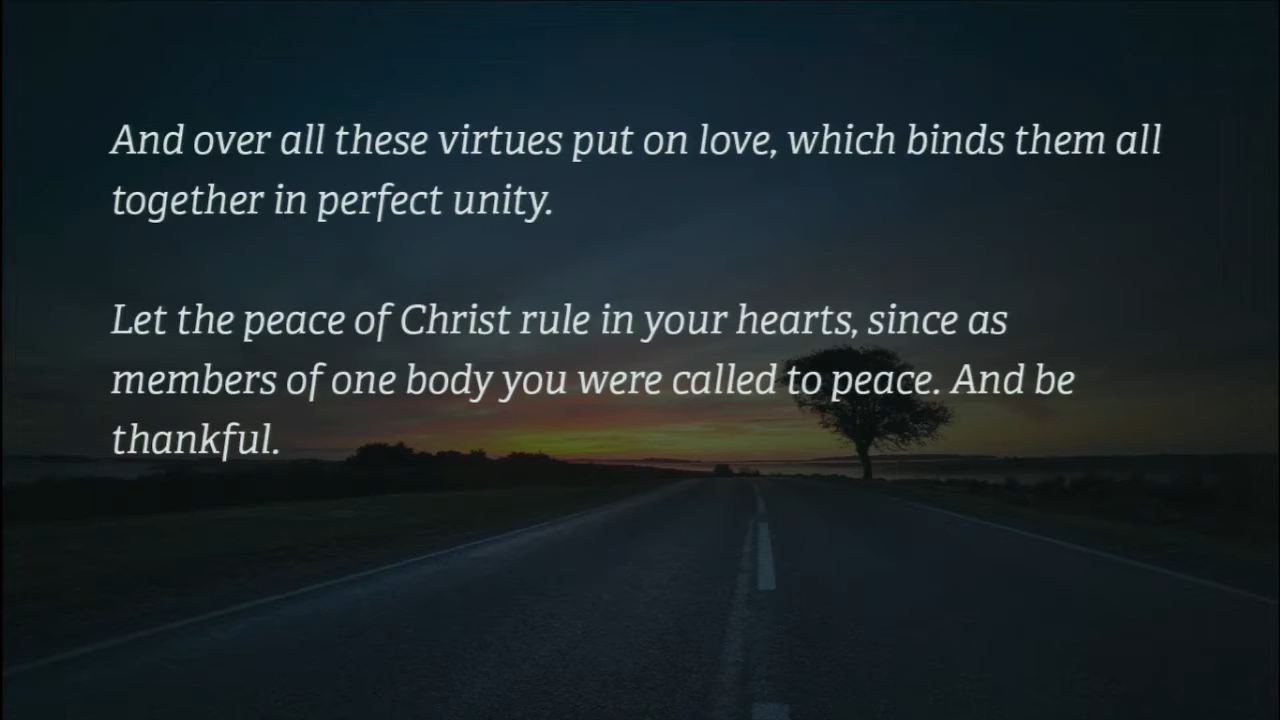 And over all these virtues put on love, which binds them all
together in perfect unity.
Let the peace of Christ rule in your hearts, since as
members of one body you were called to peace. And be
thankful.